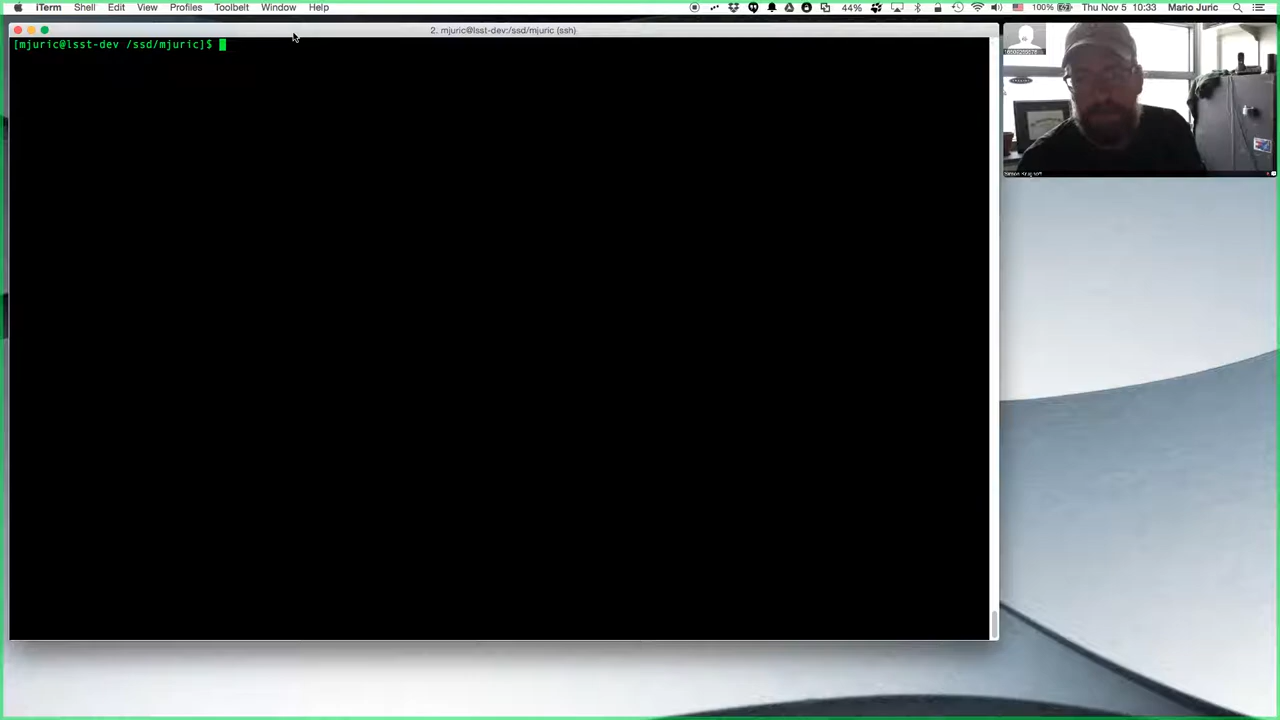 iTerm Shell Edit View Profiles Toolbelt Window Help 44% 100% Thu Nov 5 10:33 Mario Juric
2. mjuric@lsst-dev:/ssd/mjuric (ssh)
[mjuric@lsst-dev /ssd/mjuric]$